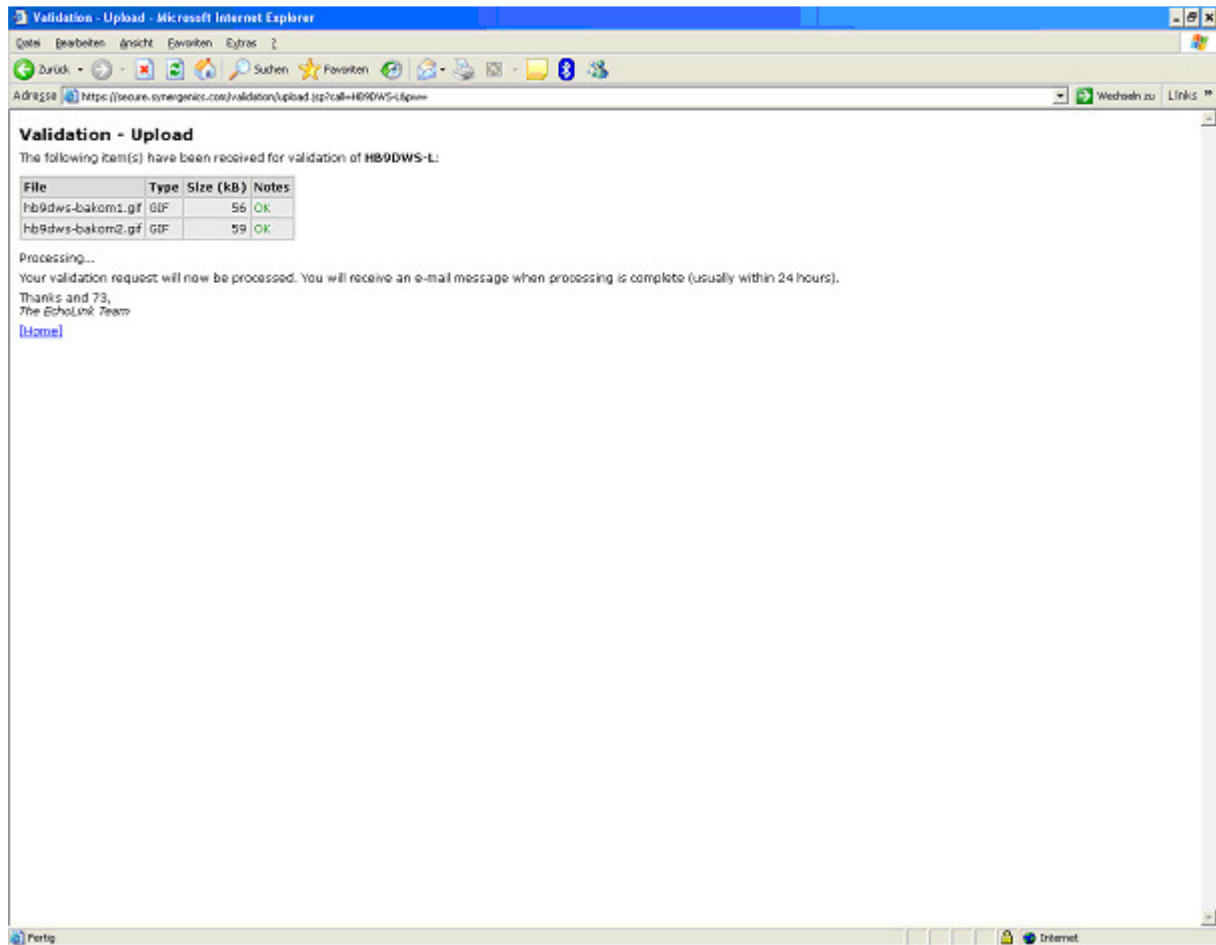 Validation - Upload - Microsoft Internet Explorer
Datei Bearbeiten Ansicht Favoriten Extras ?
Zurück Suchen Favoriten
Adresse https://secure.synergenics.com/validation/upload.jsp?call=HB9DWS-L&pw= Wechseln zu Links »
Validation - Upload
The following item(s) have been received for validation of HB9DWS-L:
File Type Size (kB) Notes
hb9dws-bakom1.gif GIF 56 OK
hb9dws-bakom2.gif GIF 59 OK
Processing...
Your validation request will now be processed. You will receive an e-mail message when processing is complete (usually within 24 hours).
Thanks and 73,
The EchoLink Team
[Home]
Fertig Internet